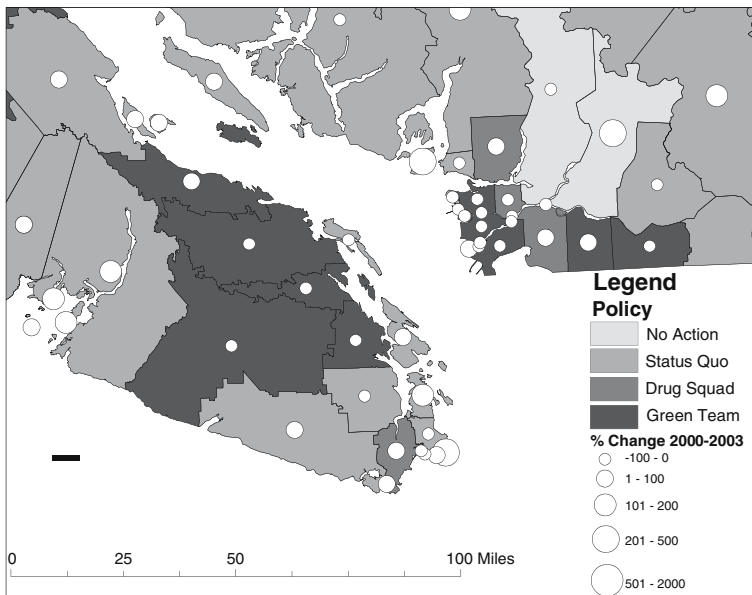 Legend
Policy
No Action
Status Quo
Drug Squad
Green Team
% Change 2000-2003
-100 - 0
1 - 100
101 - 200
201 - 500
501 - 2000
0 25 50 100 Miles